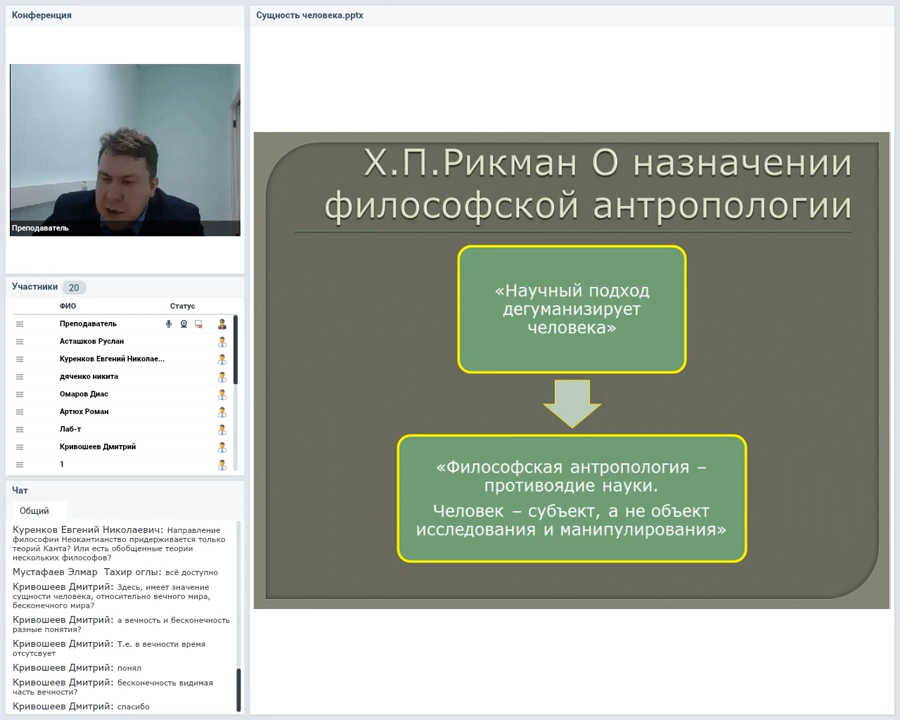 Конференция
Преподаватель
Участники 20
ФИО Статус
Преподаватель
Асташков Руслан
Куренков Евгений Николае...
дяченко никита
Омаров Диас
Артюх Роман
Лаб-т
Кривошеев Дмитрий
1
Чат
Общий
Куренков Евгений Николаевич: Направление
философии Неокантианство придерживается только
теорий Канта? Или есть обобщенные теории
нескольких философов?
Мустафаев Элмар Тахир оглы: всё доступно
Кривошеев Дмитрий: Здесь, имеет значение
сущности человека, относительно вечного мира,
бесконечного мира?
Кривошеев Дмитрий: а вечность и бесконечность
разные понятия?
Кривошеев Дмитрий: Т.е. в вечности время
отсутсвует
Кривошеев Дмитрий: понял
Кривошеев Дмитрий: бесконечность видимая
часть вечности?
Кривошеев Дмитрий: спасибо
Сущность человека.pptx
Х.П.Рикман О назначении
философской антропологии
«Научный подход
дегуманизирует
человека»
«Философская антропология –
противоядие науки.
Человек – субъект, а не объект
исследования и манипулирования»